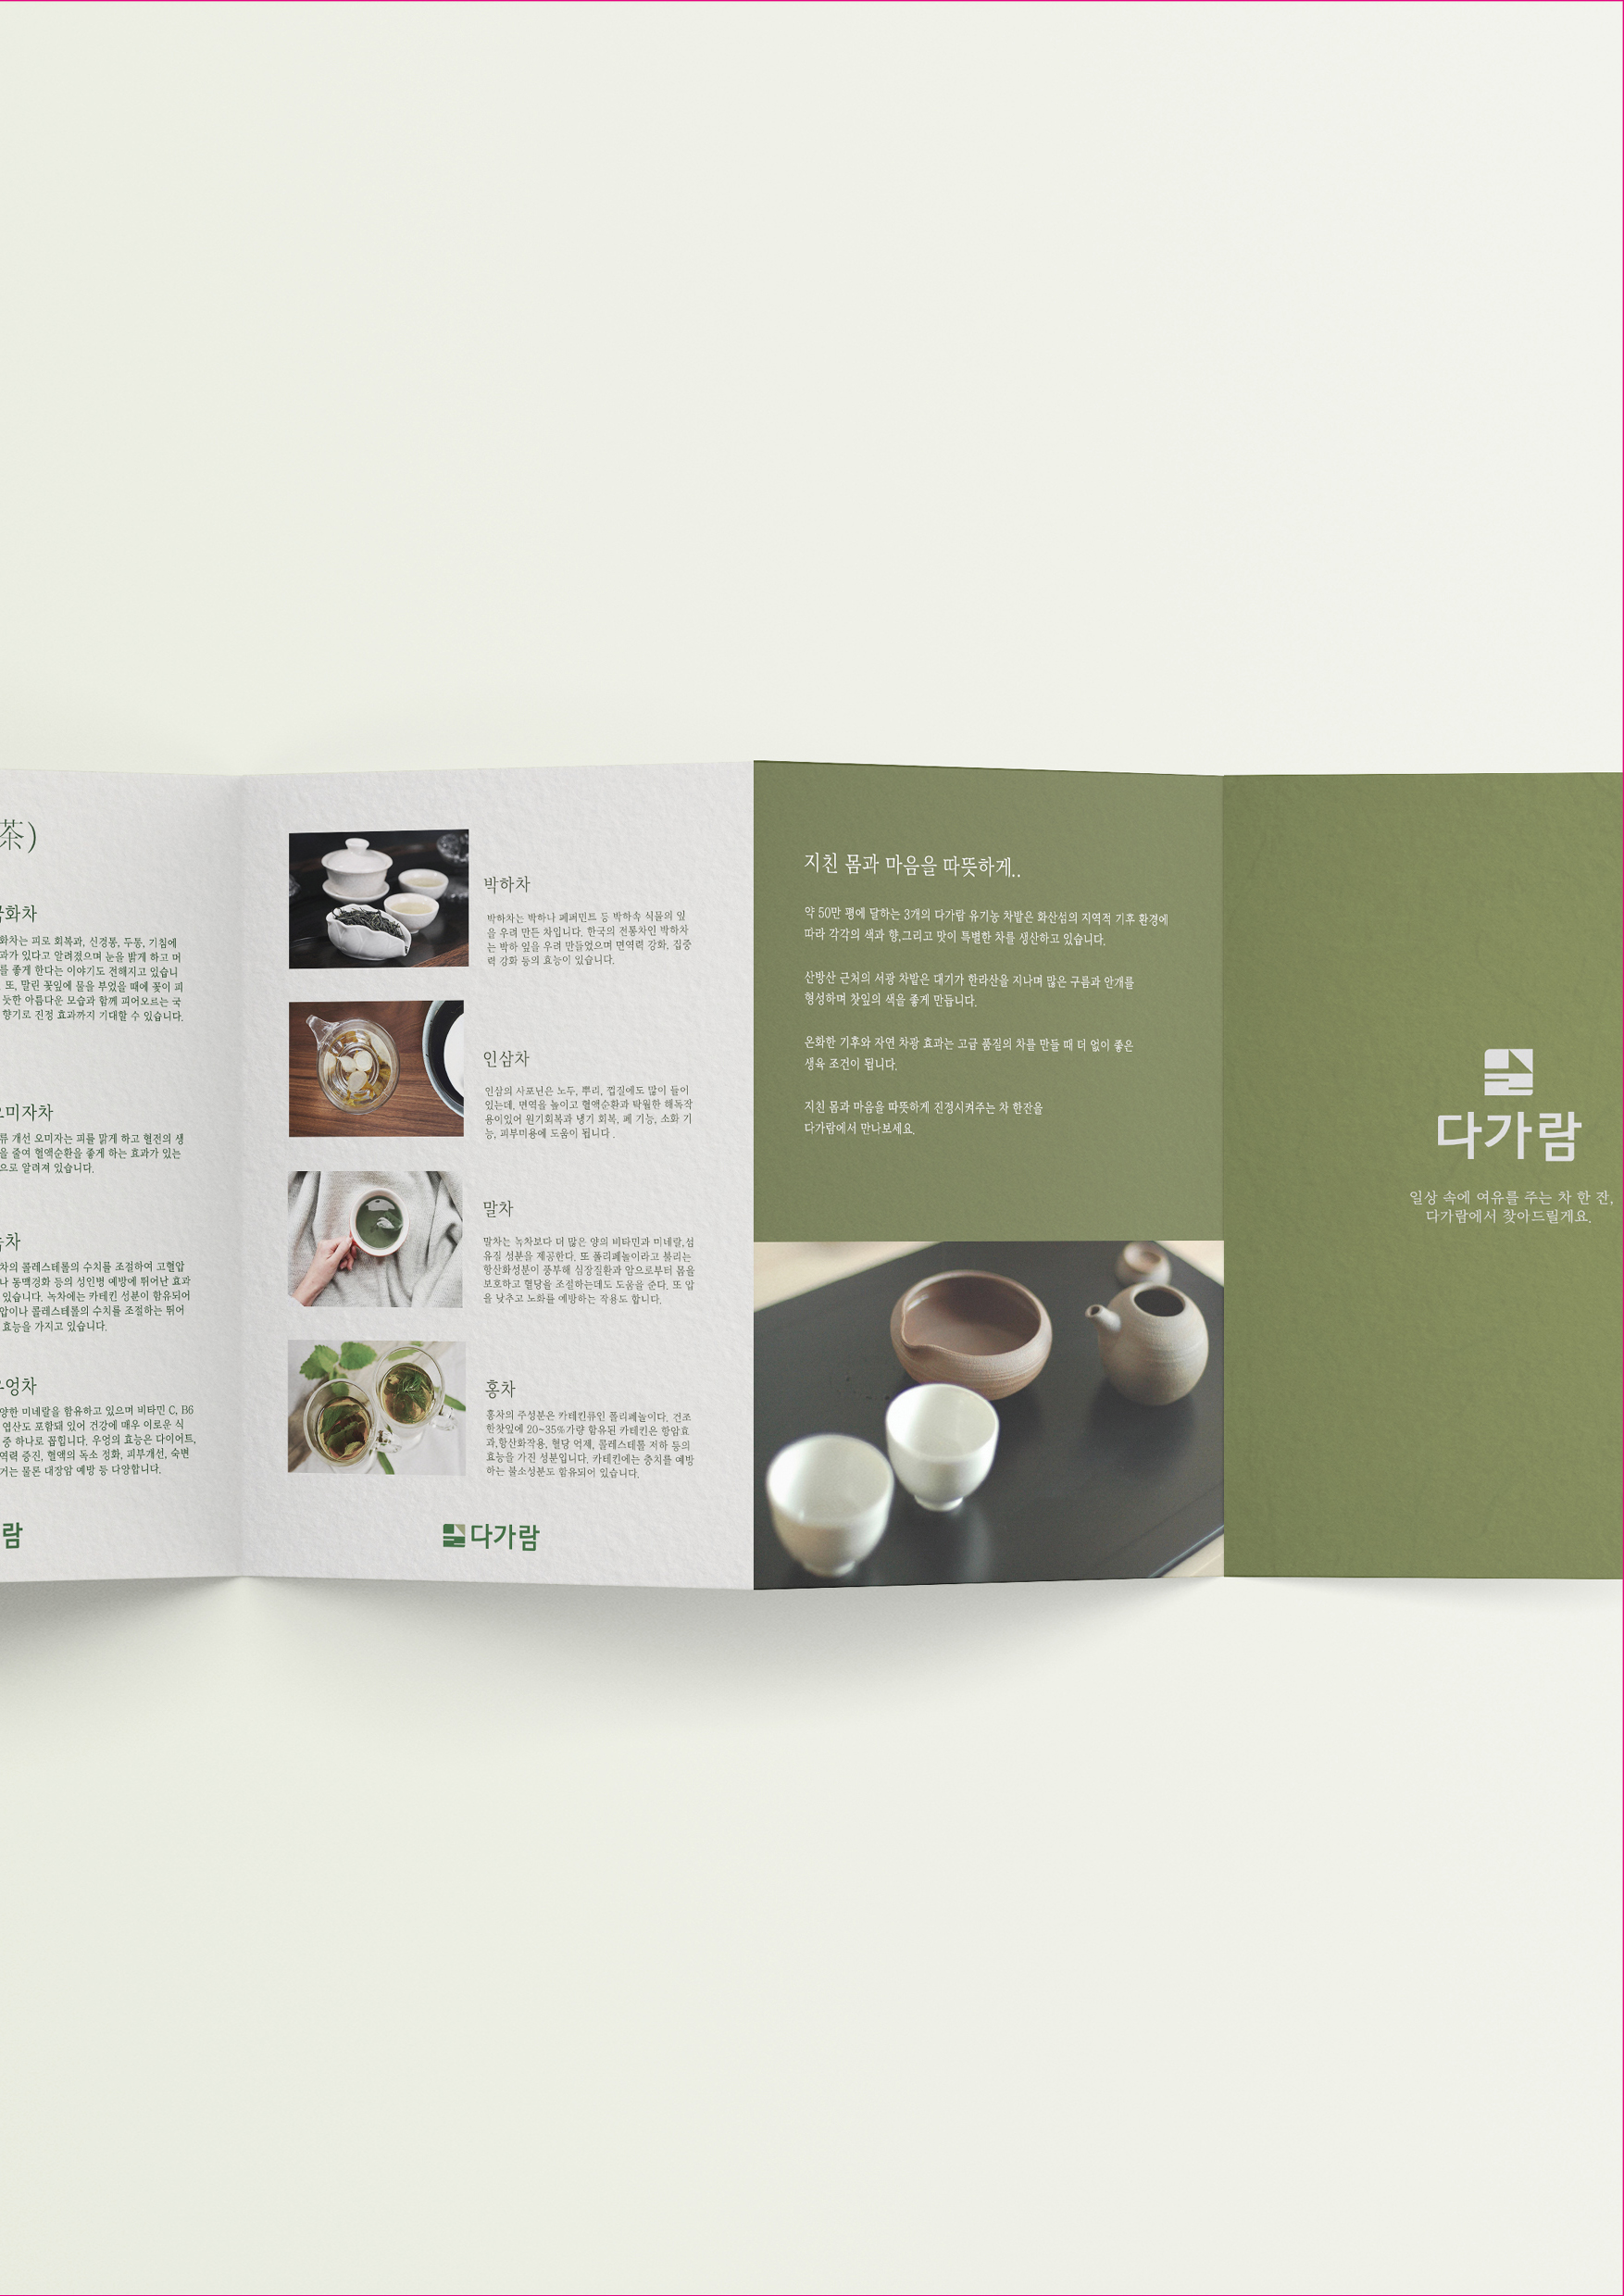 茶)
국화차
화차는 피로 회복과, 신경통, 두통, 기침에
과가 있다고 알려졌으며 눈을 밝게 하고 머
를 좋게 한다는 이야기도 전해지고 있습니
또, 말린 꽃잎에 물을 부었을 때에 꽃이 피
듯한 아름다운 모습과 함께 피어오르는 국
향기로 진정 효과까지 기대할 수 있습니다.
오미자차
류 개선 오미자는 피를 맑게 하고 혈전의 생
을 줄여 혈액순환을 좋게 하는 효과가 있는
으로 알려져 있습니다.
녹차
차의 콜레스테롤의 수치를 조절하여 고혈압
나 동맥경화 등의 성인병 예방에 뛰어난 효과
있습니다. 녹차에는 카테킨 성분이 함유되어
압이나 콜레스테롤의 수치를 조절하는 뛰어
효능을 가지고 있습니다.
우엉차
양한 미네랄을 함유하고 있으며 비타민 C, B6
엽산도 포함돼 있어 건강에 매우 이로운 식
중 하나로 꼽힙니다. 우엉의 효능은 다이어트,
역력 증진, 혈액의 독소 정화, 피부개선, 숙변
거는 물론 대장암 예방 등 다양합니다.
람
박하차
박하차는 박하나 페퍼민트 등 박하속 식물의 잎
을 우려 만든 차입니다. 한국의 전통차인 박하차
는 박하 잎을 우려 만들었으며 면역력 강화, 집중
력 강화 등의 효능이 있습니다.
인삼차
인삼의 사포닌은 노두, 뿌리, 껍질에도 많이 들어
있는데, 면역을 높이고 혈액순환과 탁월한 해독작
용이있어 원기회복과 냉기 회복, 폐 기능, 소화 기
능, 피부미용에 도움이 됩니다 .
말차
말차는 녹차보다 더 많은 양의 비타민과 미네랄,섬
유질 성분을 제공한다. 또 폴리페놀이라고 불리는
항산화성분이 풍부해 심장질환과 암으로부터 몸을
보호하고 혈당을 조절하는데도 도움을 준다. 또 암
을 낮추고 노화를 예방하는 작용도 합니다.
홍차
홍차의 주성분은 카테킨류인 폴리페놀이다. 건조
한찻잎에 20~35%가량 함유된 카테킨은 항암효
과,항산화작용, 혈당 억제, 콜레스테롤 저하 등의
효능을 가진 성분입니다. 카테킨에는 충치를 예방
하는 불소성분도 함유되어 있습니다.
다가람
지친 몸과 마음을 따뜻하게..
약 50만 평에 달하는 3개의 다가람 유기농 차밭은 화산섬의 지역적 기후 환경에
따라 각각의 색과 향,그리고 맛이 특별한 차를 생산하고 있습니다.
산방산 근처의 서광 차밭은 대기가 한라산을 지나며 많은 구름과 안개를
형성하며 찻잎의 색을 좋게 만듭니다.
온화한 기후와 자연 차광 효과는 고급 품질의 차를 만들 때 더 없이 좋은
생육 조건이 됩니다.
지친 몸과 마음을 따뜻하게 진정시켜주는 차 한잔을
다가람에서 만나보세요.
다가람
일상 속에 여유를 주는 차 한 잔,
다가람에서 찾아드릴게요.